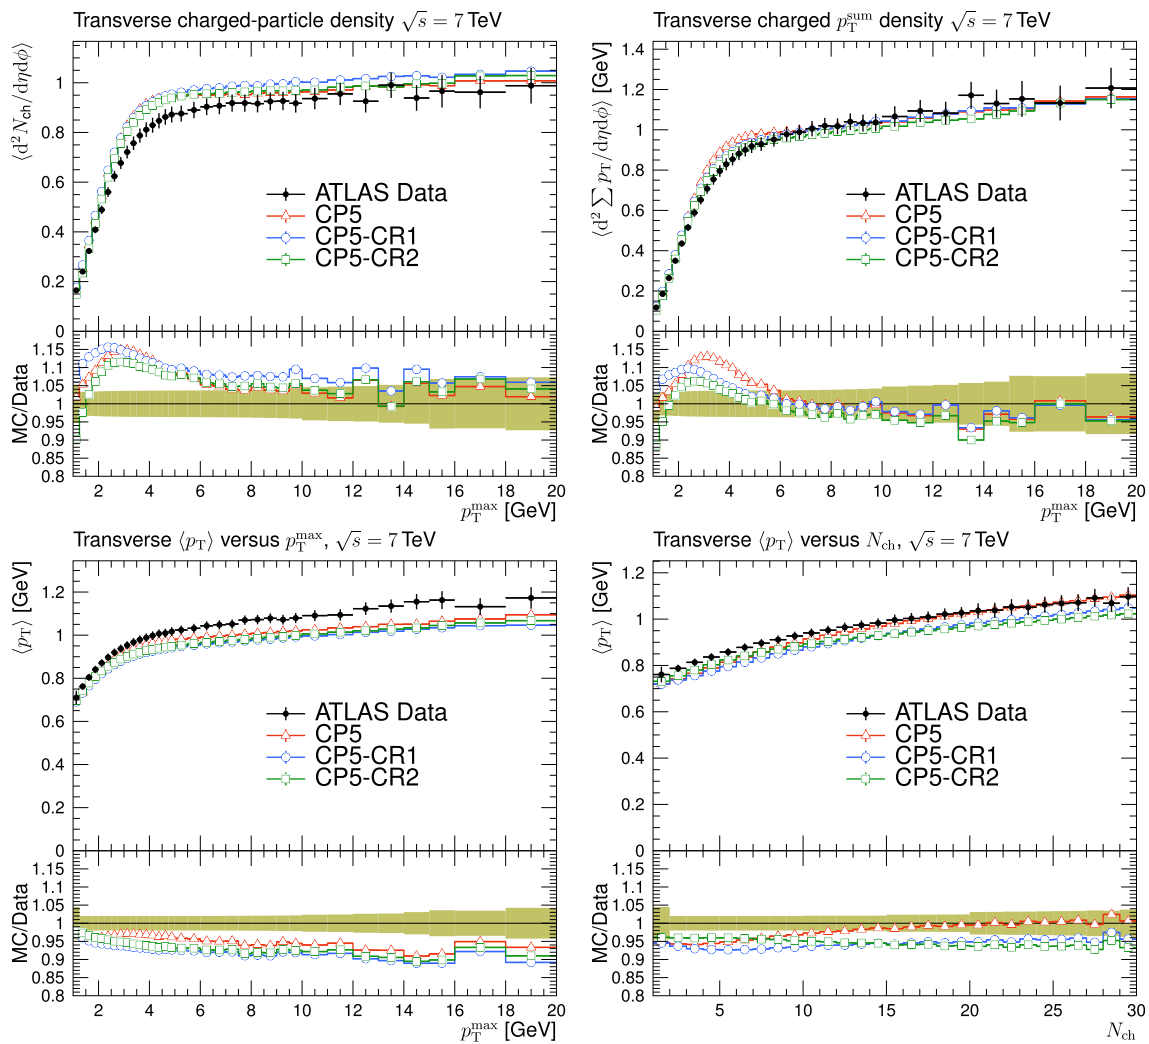 Transverse charged-particle density √s = 7 TeV
⟨d²N_ch/dηdφ⟩
1
0.8
0.6
0.4
0.2
0
ATLAS Data
CP5
CP5-CR1
CP5-CR2
MC/Data
1.15
1.1
1.05
1
0.95
0.9
0.85
0.8
2 4 6 8 10 12 14 16 18 20
p_T^max [GeV]
Transverse charged p_T^sum density √s = 7 TeV
⟨d² ∑ p_T/dηdφ⟩ [GeV]
1.4
1.2
1
0.8
0.6
0.4
0.2
0
ATLAS Data
CP5
CP5-CR1
CP5-CR2
MC/Data
1.15
1.1
1.05
1
0.95
0.9
0.85
0.8
2 4 6 8 10 12 14 16 18 20
p_T^max [GeV]
Transverse ⟨p_T⟩ versus p_T^max, √s = 7 TeV
⟨p_T⟩ [GeV]
1.2
1
0.8
0.6
0.4
0.2
0
ATLAS Data
CP5
CP5-CR1
CP5-CR2
MC/Data
1.15
1.1
1.05
1
0.95
0.9
0.85
0.8
2 4 6 8 10 12 14 16 18 20
p_T^max [GeV]
Transverse ⟨p_T⟩ versus N_ch, √s = 7 TeV
⟨p_T⟩ [GeV]
1.2
1
0.8
0.6
0.4
0.2
0
ATLAS Data
CP5
CP5-CR1
CP5-CR2
MC/Data
1.15
1.1
1.05
1
0.95
0.9
0.85
0.8
5 10 15 20 25 30
N_ch